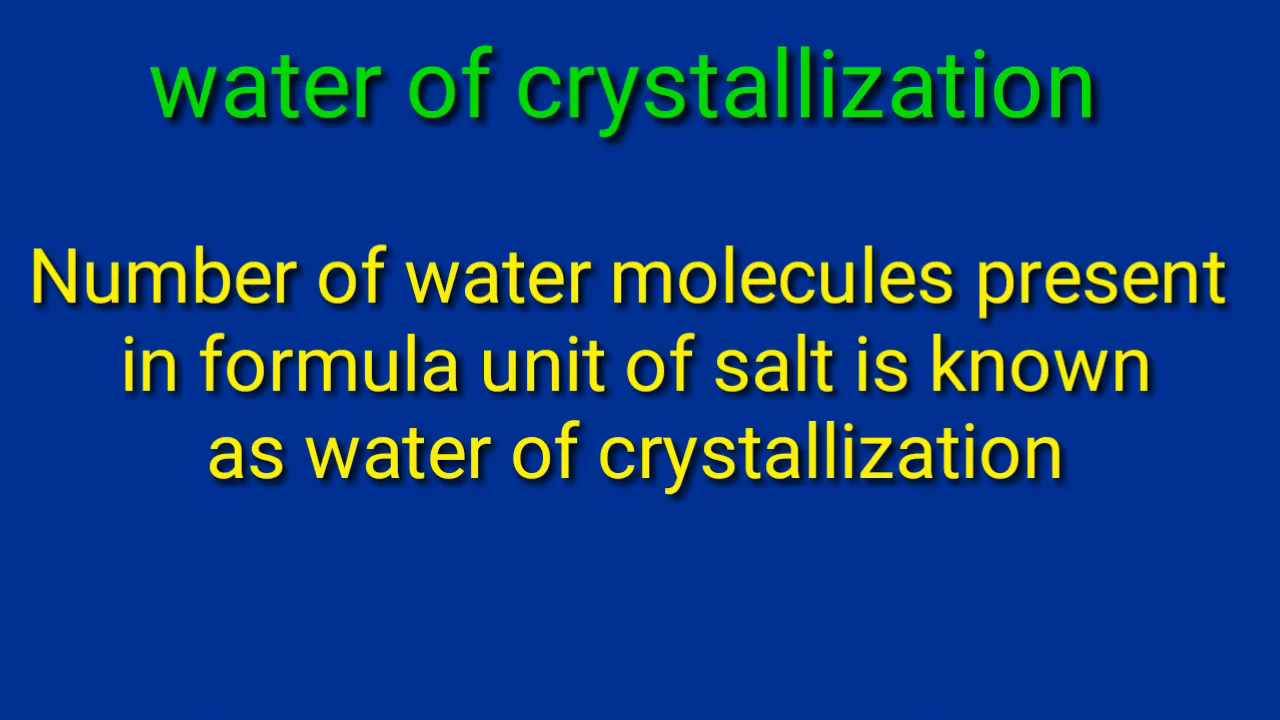 water of crystallization
Number of water molecules present
in formula unit of salt is known
as water of crystallization